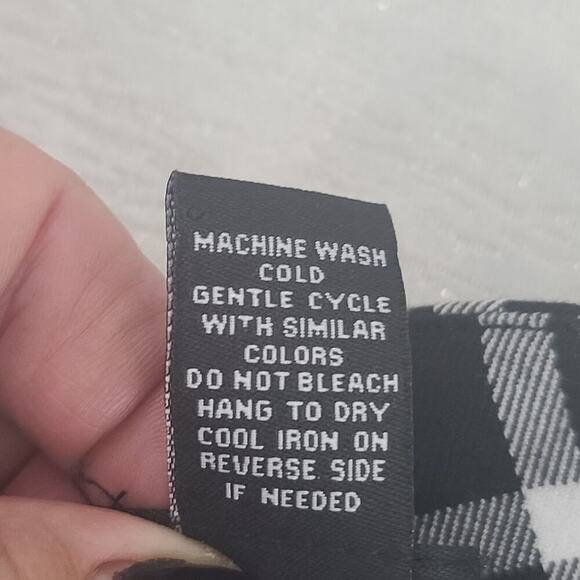 MACHINE WASH
COLD
GENTLE CYCLE
WITH SIMILAR
COLORS
DO NOT BLEACH
HANG TO DRY
COOL IRON ON
REVERSE SIDE
IF NEEDED